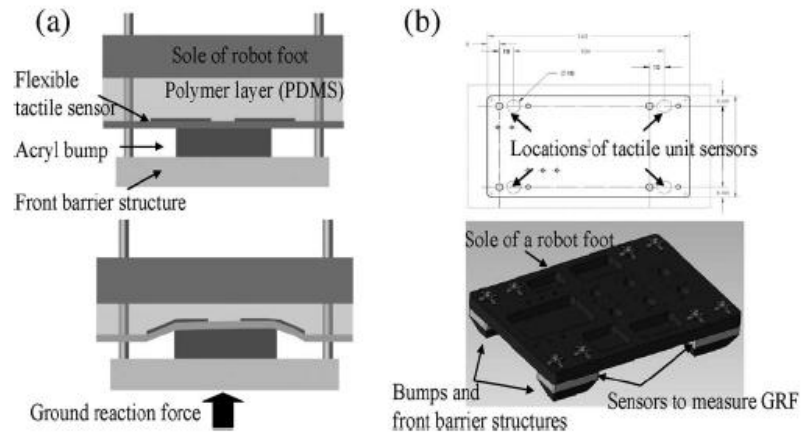 (a)
Sole of robot foot
Flexible
tactile sensor
Polymer layer (PDMS)
Acryl bump
Front barrier structure
Ground reaction force
(b)
Locations of tactile unit sensors
Sole of a robot foot
Bumps and
front barrier structures
Sensors to measure GRF